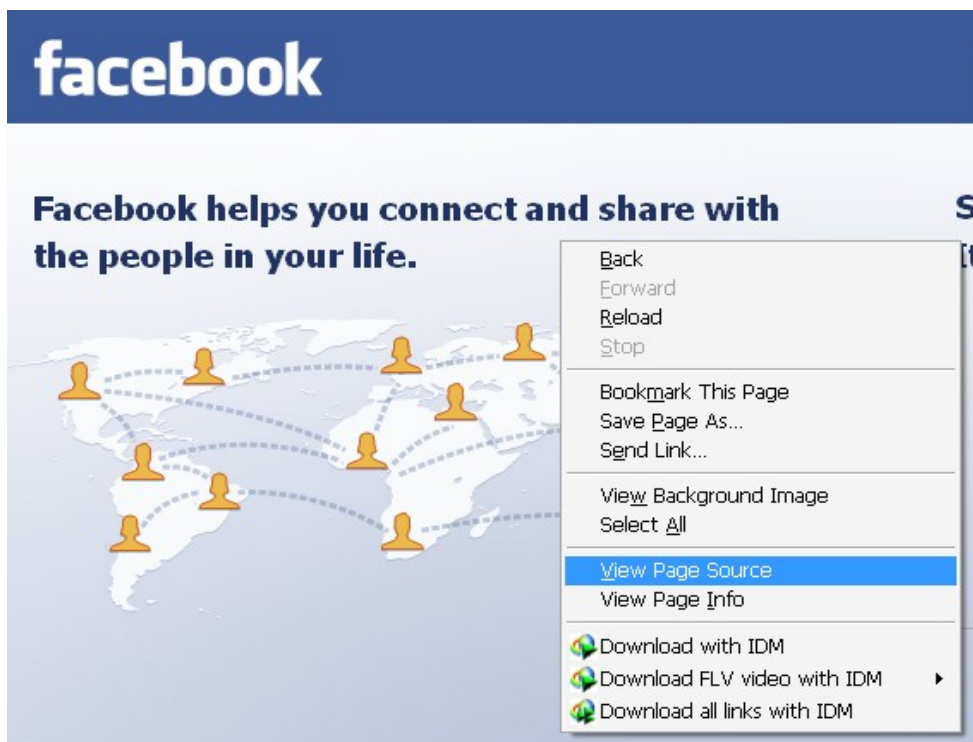 facebook
Facebook helps you connect and share with
the people in your life.
S
It
Back
Forward
Reload
Stop
Bookmark This Page
Save Page As...
Send Link...
View Background Image
Select All
View Page Source
View Page Info
Download with IDM
Download FLV video with IDM
Download all links with IDM